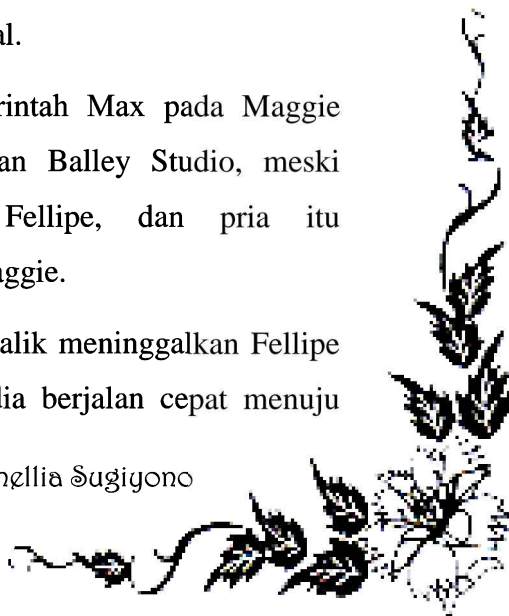 al.
rintah Max pada Maggie
an Balley Studio, meski
Fellipe, dan pria itu
aggie.
alik meninggalkan Fellipe
dia berjalan cepat menuju
nellia Sugiyono